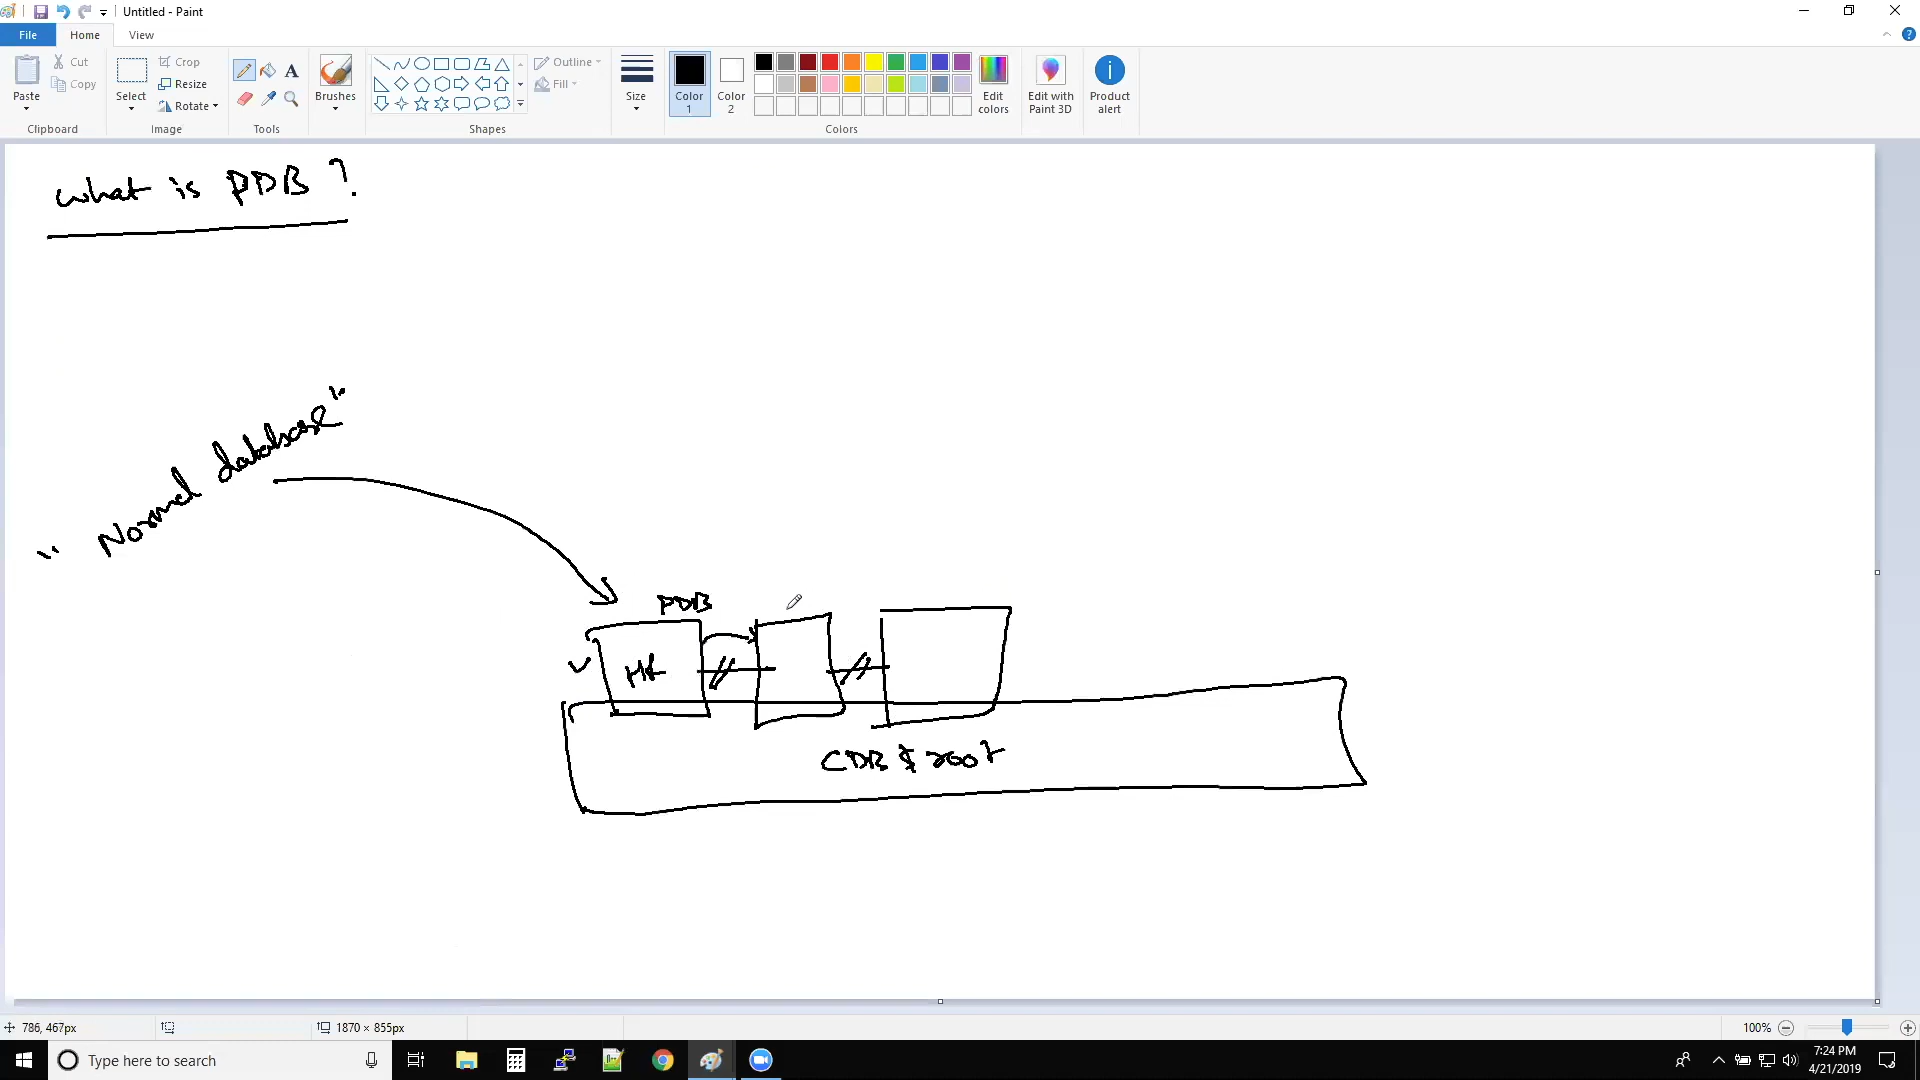 Untitled - Paint
File
Home
View
Paste
Cut
Copy
Clipboard
Select
Crop
Resize
Rotate
Image
Tools
A
Brushes
Shapes
Outline
Fill
Size
Color 1
Color 2
Colors
Edit colors
Edit with Paint 3D
Product alert
what is PDB ?
" Normal database "
PDB
HR
CDB $ root
786, 467px
1870 × 855px
100%
Type here to search
7:24 PM
4/21/2019